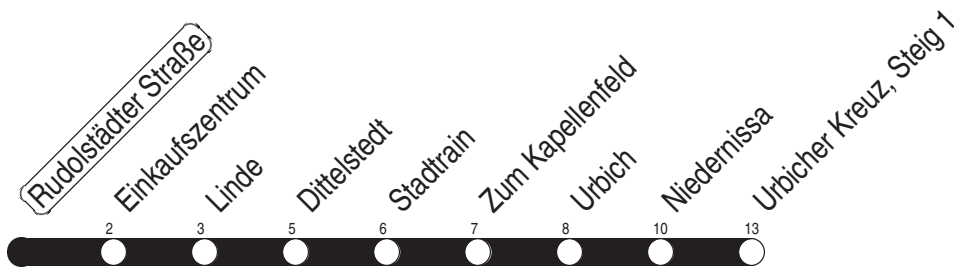 Rudolstädter Straße
Einkaufszentrum
Linde
Dittelstedt
Stadtrain
Zum Kapellenfeld
Urbich
Niedernissa
Urbicher Kreuz, Steig 1
2
3
5
6
7
8
10
13